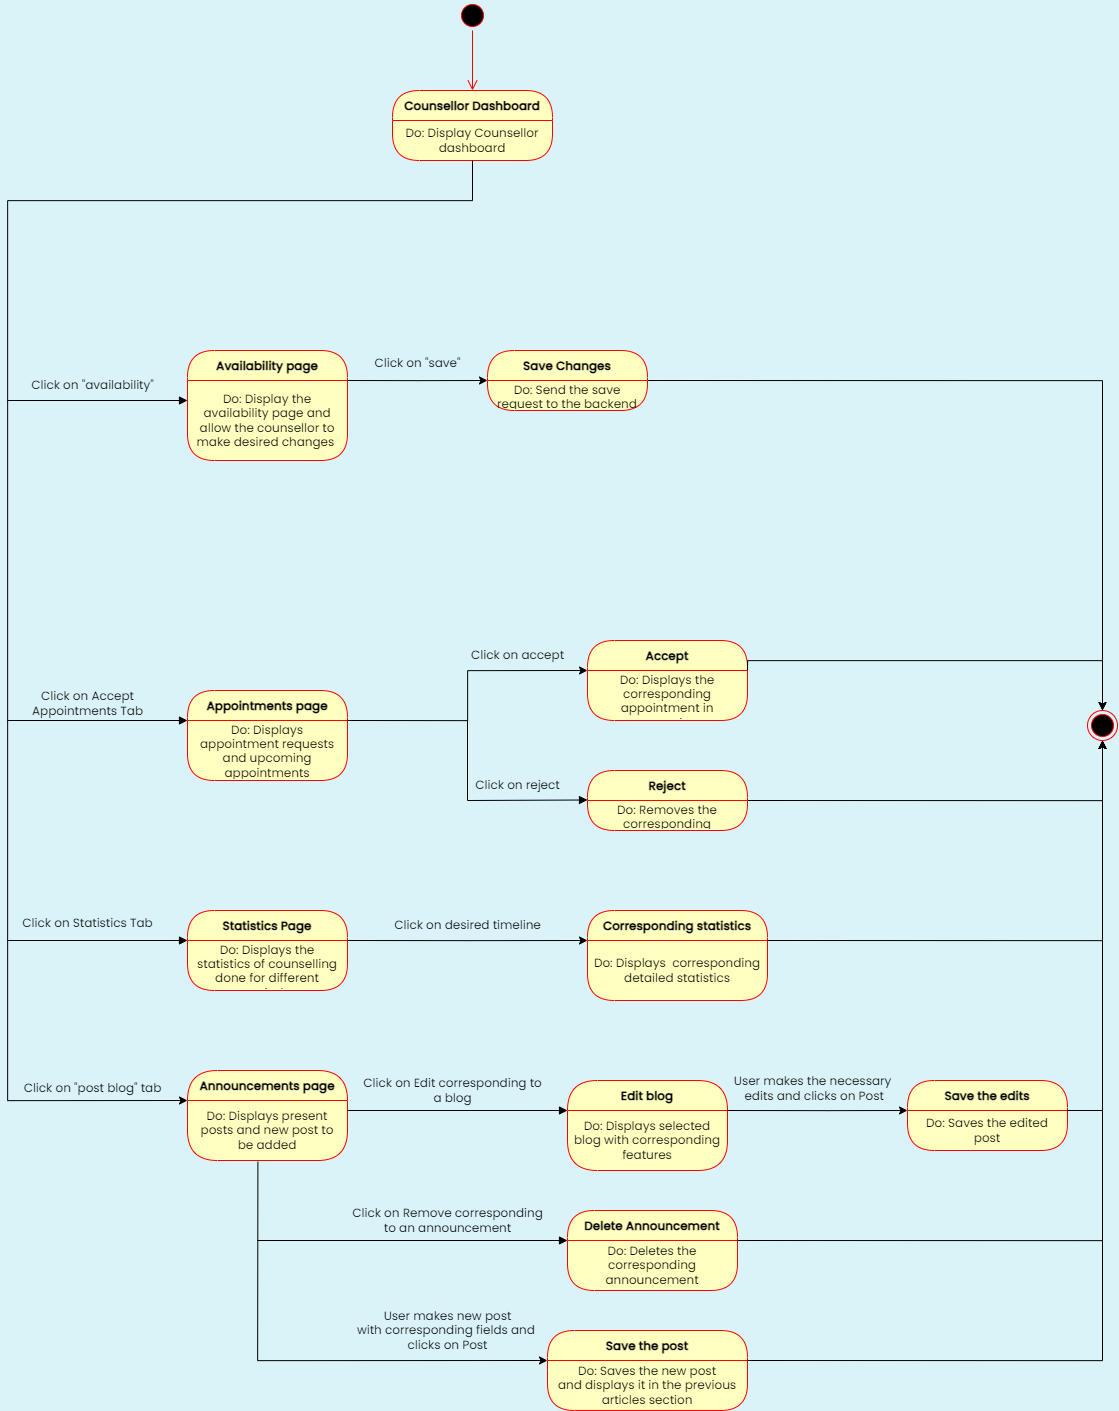 Counsellor Dashboard
Do: Display Counsellor
dashboard
Click on "availability"
Availability page
Do: Display the
availability page and
allow the counsellor to
make desired changes
Click on "save"
Save Changes
Do: Send the save
request to the backend
Click on Accept
Appointments Tab
Appointments page
Do: Displays
appointment requests
and upcoming
appointments
Click on accept
Accept
Do: Displays the
corresponding
appointment in
Click on reject
Reject
Do: Removes the
corresponding
Click on Statistics Tab
Statistics Page
Do: Displays the
statistics of counselling
done for different
Click on desired timeline
Corresponding statistics
Do: Displays  corresponding
detailed statistics
Click on "post blog" tab
Announcements page
Do: Displays present
posts and new post to
be added
Click on Edit corresponding to
a blog
Edit blog
Do: Displays selected
blog with corresponding
features
User makes the necessary
edits and clicks on Post
Save the edits
Do: Saves the edited
post
Click on Remove corresponding
to an announcement
Delete Announcement
Do: Deletes the
corresponding
announcement
User makes new post
with corresponding fields and
clicks on Post
Save the post
Do: Saves the new post
and displays it in the previous
articles section